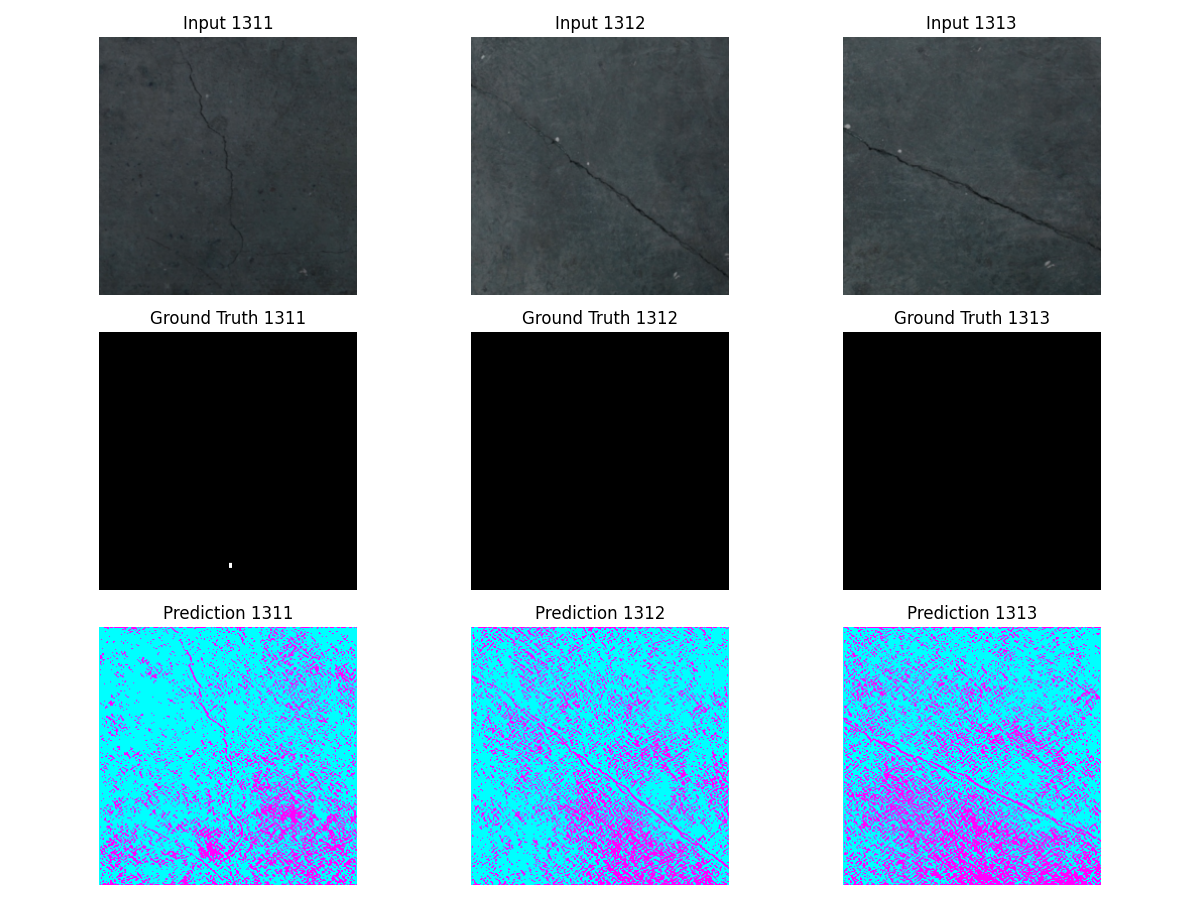 Input 1311
Input 1312
Input 1313
Ground Truth 1311
Ground Truth 1312
Ground Truth 1313
Prediction 1311
Prediction 1312
Prediction 1313